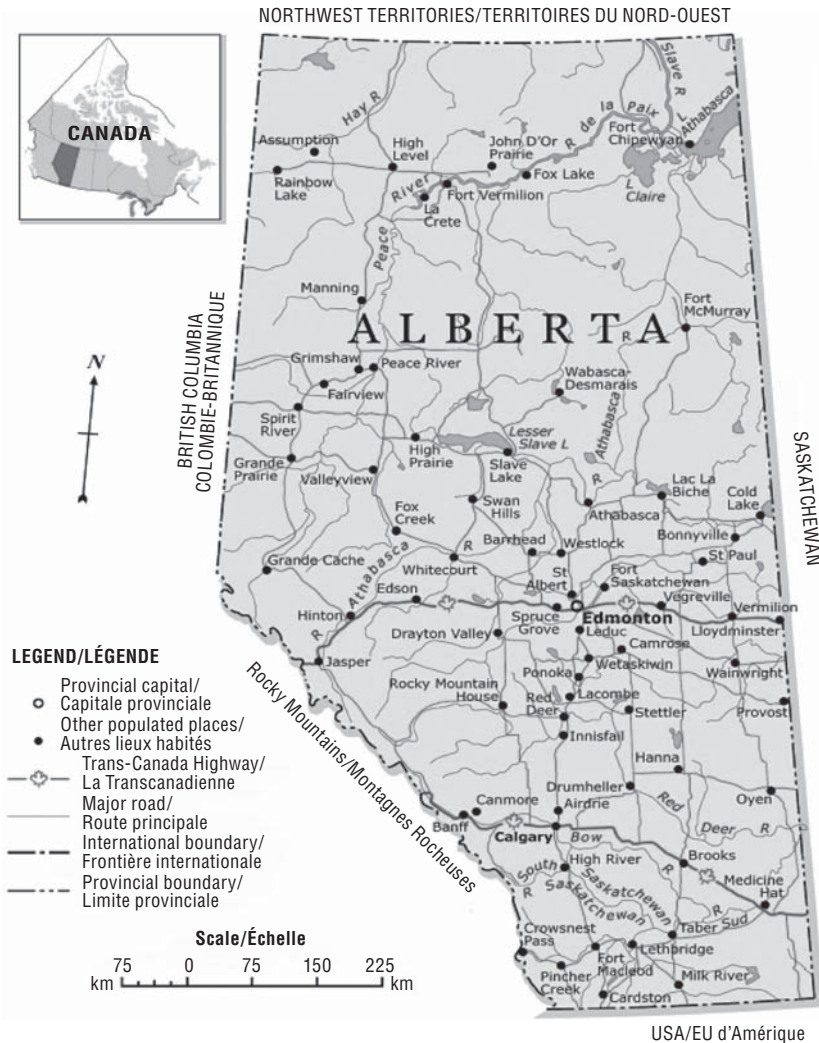 NORTHWEST TERRITORIES/TERRITOIRES DU NORD-OUEST
CANADA
Hay R
Slave R
R de la Paix
L Athabasca
Assumption
High
Level
John D'Or
Prairie
Fort
Chipewyan
Rainbow
Lake
River
Fox Lake
Fort Vermilion
L
Claire
La
Crete
Peace
Manning
Fort
McMurray
ALBERTA
R
BRITISH COLUMBIA
COLOMBIE-BRITANNIQUE
N
Grimshaw
Peace River
Wabasca-
Desmarais
Fairview
Spirit
River
Athabasca
Lesser
Slave L
High
Prairie
Slave
Lake
Grande
Prairie
Valleyview
R
Lac La
Biche
Cold
Lake
SASKATCHEWAN
Swan
Hills
Athabasca
Fox
Creek
Bonnyville
Barrhead
Westlock
R
St Paul
Grande Cache
Athabasca
Whitecourt
St
Albert
Fort
Saskatchewan
Edson
Vegreville
Hinton
Spruce
Grove
Edmonton
Vermilion
Lloydminster
R
Drayton Valley
Leduc
Camrose
Jasper
Wetaskiwin
Wainwright
Ponoka
Rocky Mountain
House
Red
Deer
Lacombe
Stettler
Provost
Innisfail
Rocky Mountains/Montagnes Rocheuses
Hanna
Drumheller
Airdrie
Red
Deer R
Oyen
Canmore
Banff
Calgary
Bow
R
High River
Brooks
South
Saskatchewan
R
Saskatchewan
Medicine
Hat
R
Sud
Taber
Crowsnest
Pass
Fort
Macleod
Lethbridge
Pincher
Creek
Milk River
Cardston
LEGEND/LÉGENDE
Provincial capital/
Capitale provinciale
Other populated places/
Autres lieux habités
Trans-Canada Highway/
La Transcanadienne
Major road/
Route principale
International boundary/
Frontière internationale
Provincial boundary/
Limite provinciale
Scale/Échelle
75 0 75 150 225
km km
USA/EU d'Amérique